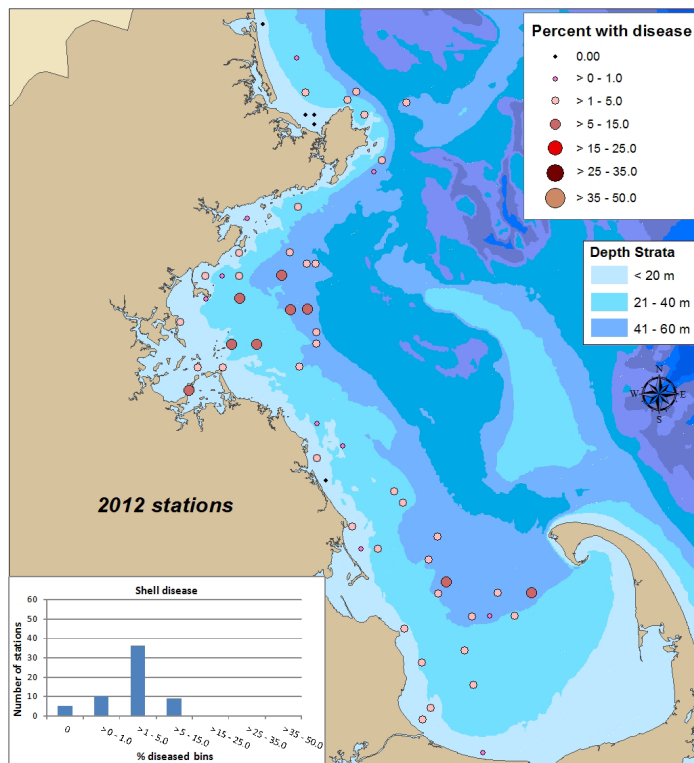 Percent with disease
0.00
> 0 - 1.0
> 1 - 5.0
> 5 - 15.0
> 15 - 25.0
> 25 - 35.0
> 35 - 50.0
Depth Strata
< 20 m
21 - 40 m
41 - 60 m
N
W E
S
2012 stations
Shell disease
Number of stations
60
50
40
30
20
10
0
0
>0 - 1.0
>1 - 5.0
>5 - 15.0
>15 - 25.0
>25 - 35.0
>35 - 50.0
% diseased bins